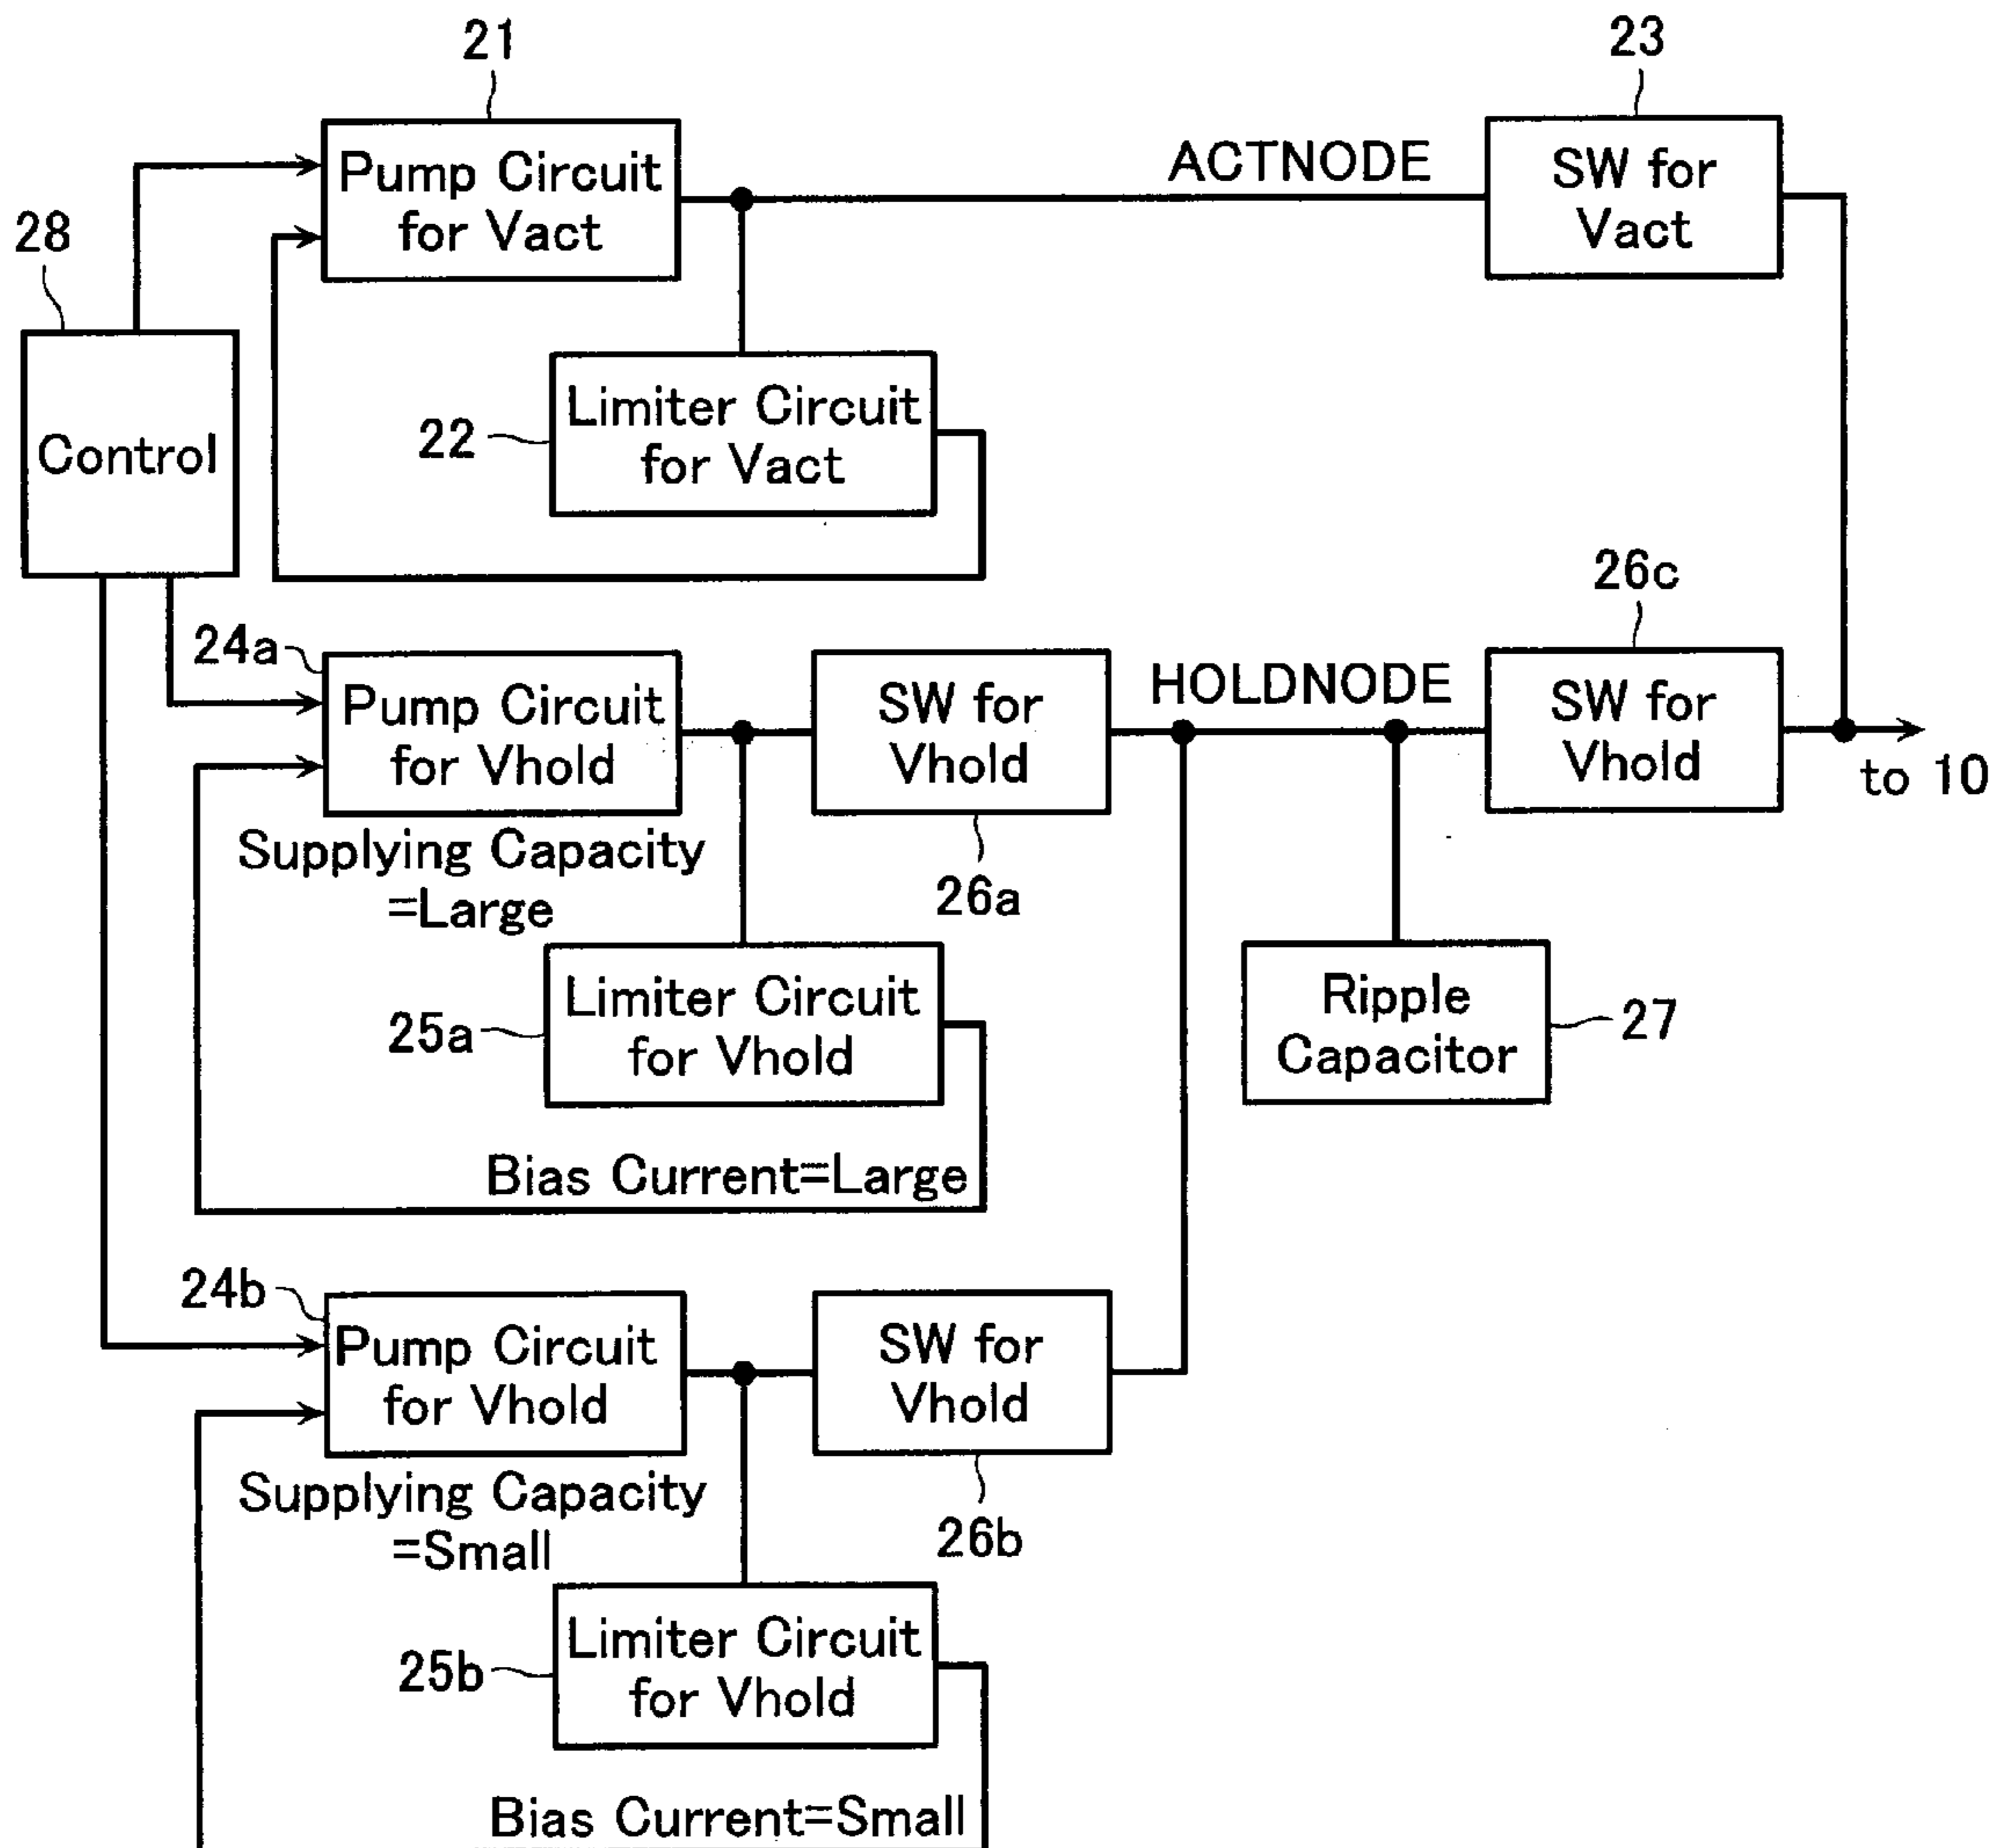 21
23
Pump Circuit
for Vact
ACTNODE
SW for
Vact
28
Control
22
Limiter Circuit
for Vact
26c
24a
Pump Circuit
for Vhold
SW for
Vhold
HOLDNODE
SW for
Vhold
to 10
Supplying Capacity
=Large
26a
25a
Limiter Circuit
for Vhold
Ripple
Capacitor
27
Bias Current=Large
24b
Pump Circuit
for Vhold
SW for
Vhold
Supplying Capacity
=Small
26b
25b
Limiter Circuit
for Vhold
Bias Current=Small